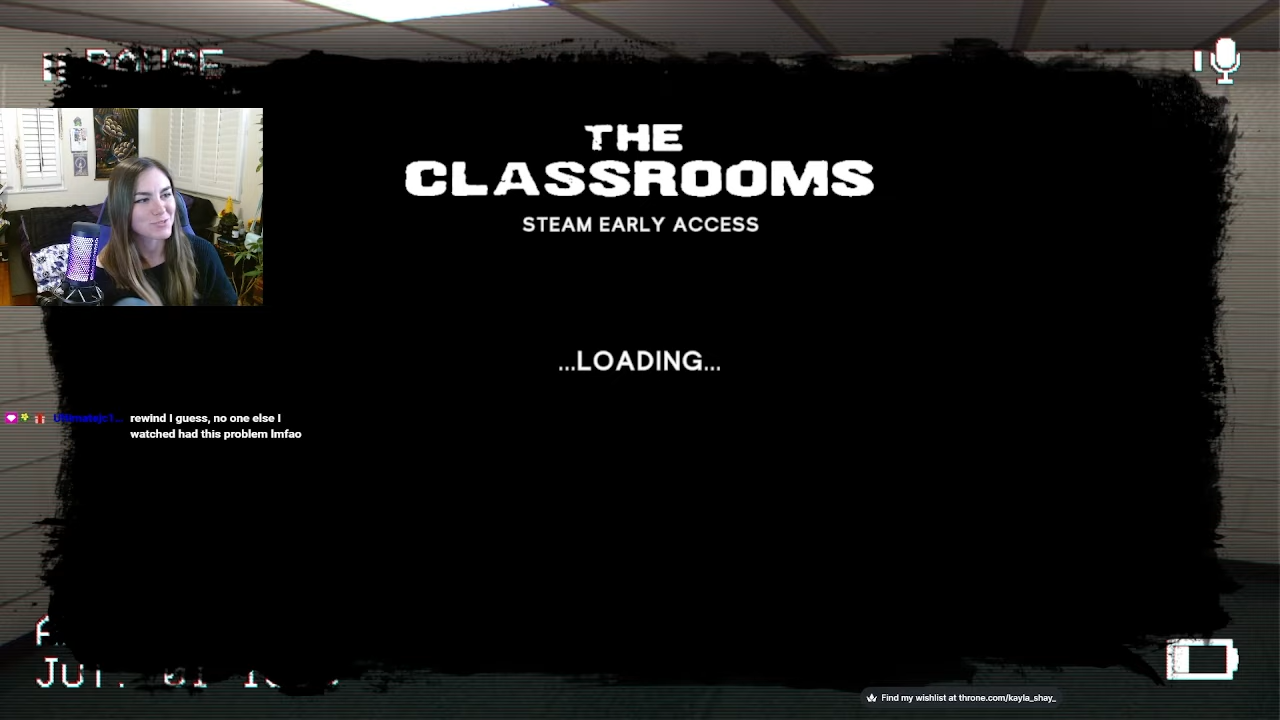 PAUSE
THE
CLASSROOMS
STEAM EARLY ACCESS
...LOADING...
rewind I guess, no one else I
watched had this problem lmfao
Find my wishlist at throne.com/kayla_shay_